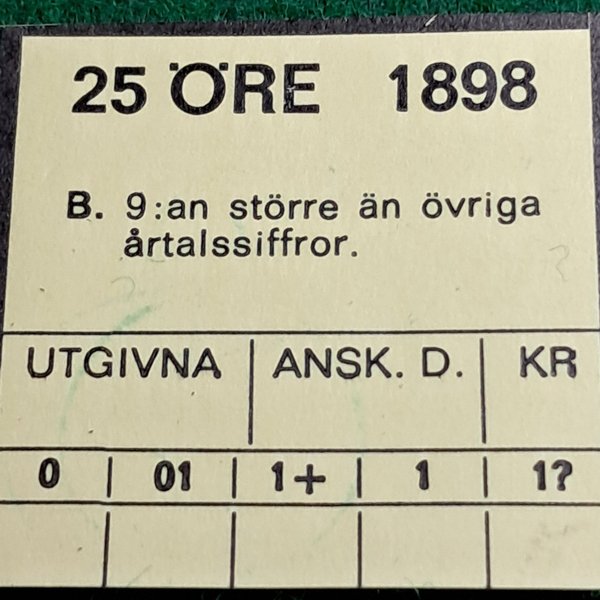 25 ÖRE 1898
B. 9:an större än övriga
årtalssiffror.
UTGIVNA ANSK. D. KR
0 01 1+ 1 1?